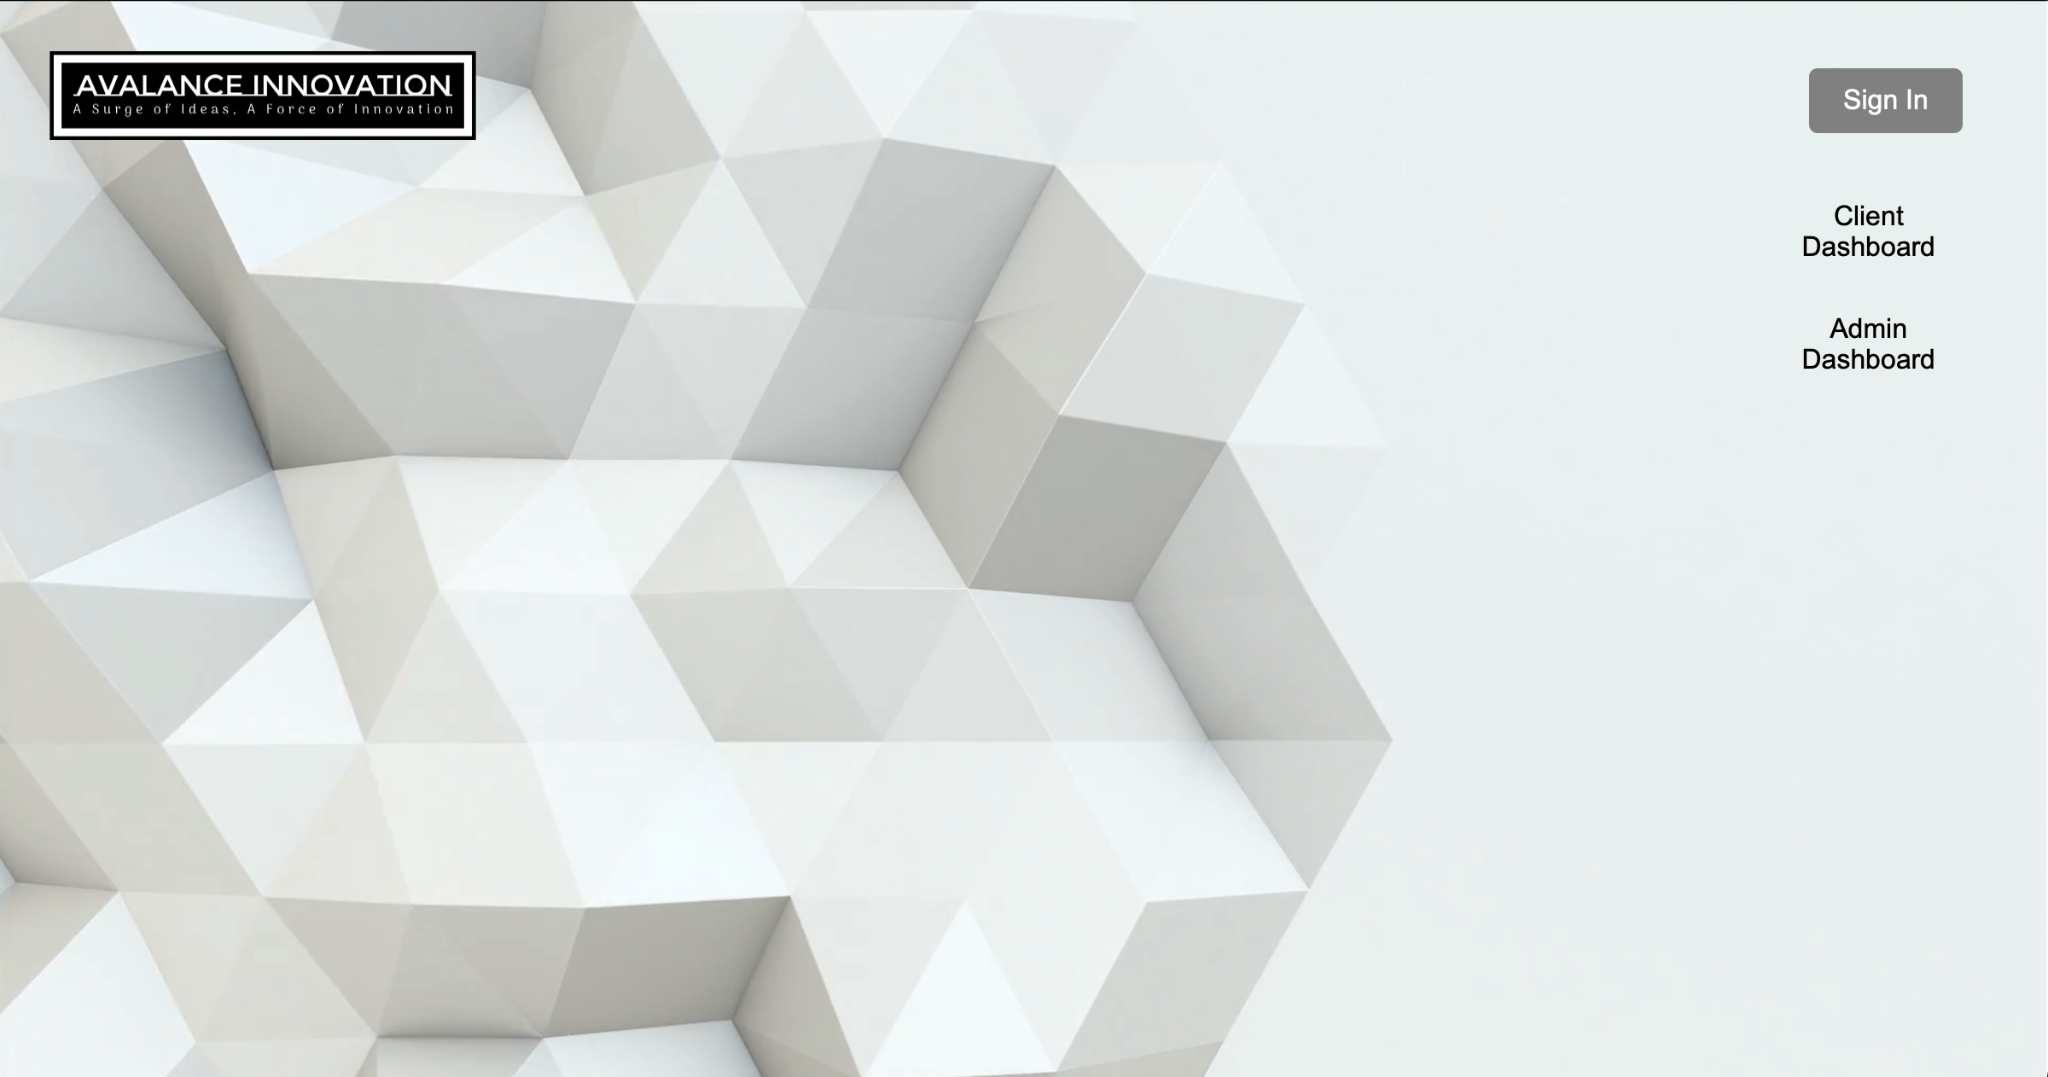 AVALANCE INNOVATION
A Surge of Ideas, A Force of Innovation
Sign In
Client
Dashboard
Admin
Dashboard